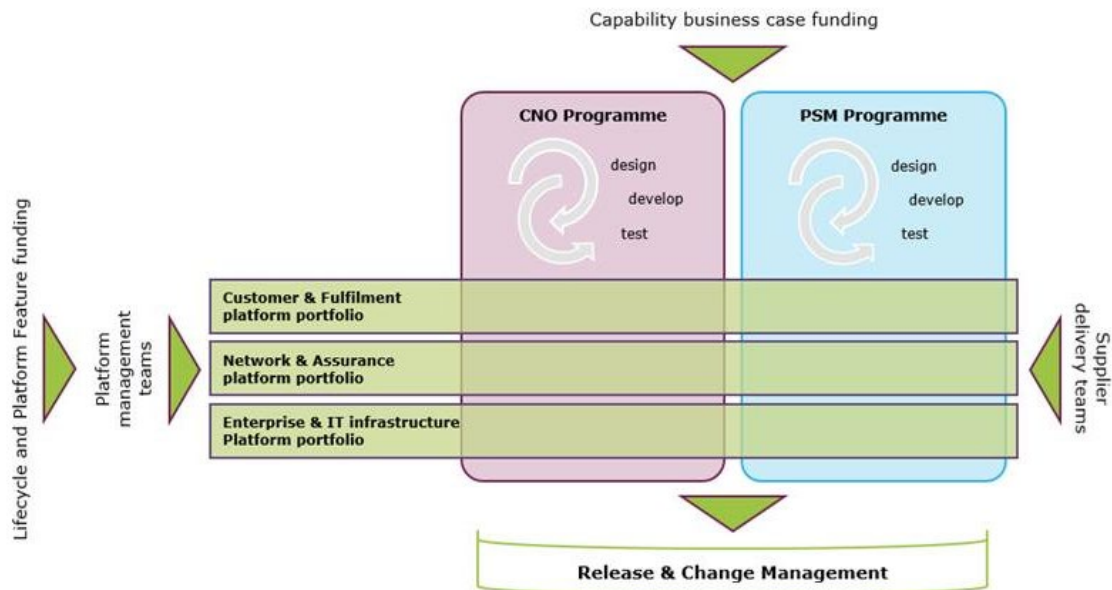 Capability business case funding
CNO Programme
design
develop
test
PSM Programme
design
develop
test
Lifecycle and Platform Feature funding
Platform
management
teams
Customer & Fulfilment
platform portfolio
Network & Assurance
platform portfolio
Enterprise & IT infrastructure
Platform portfolio
Supplier
delivery teams
Release & Change Management